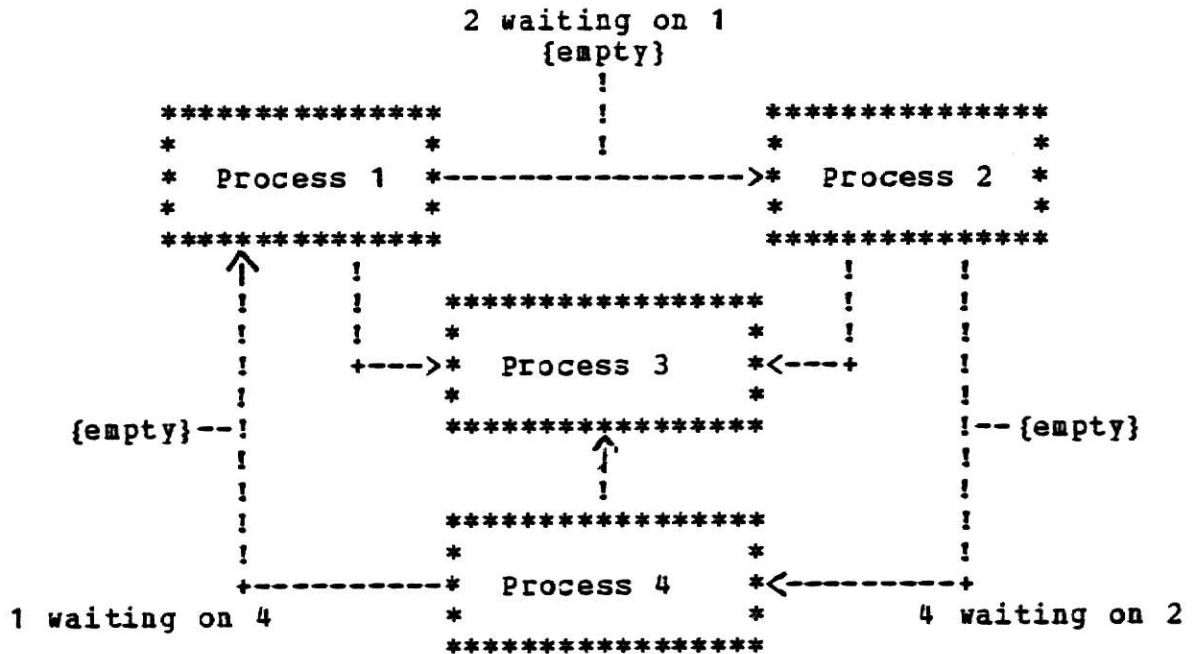 2 waiting on 1
{empty}
Process 1
Process 2
Process 3
{empty}
{empty}
Process 4
1 waiting on 4
4 waiting on 2